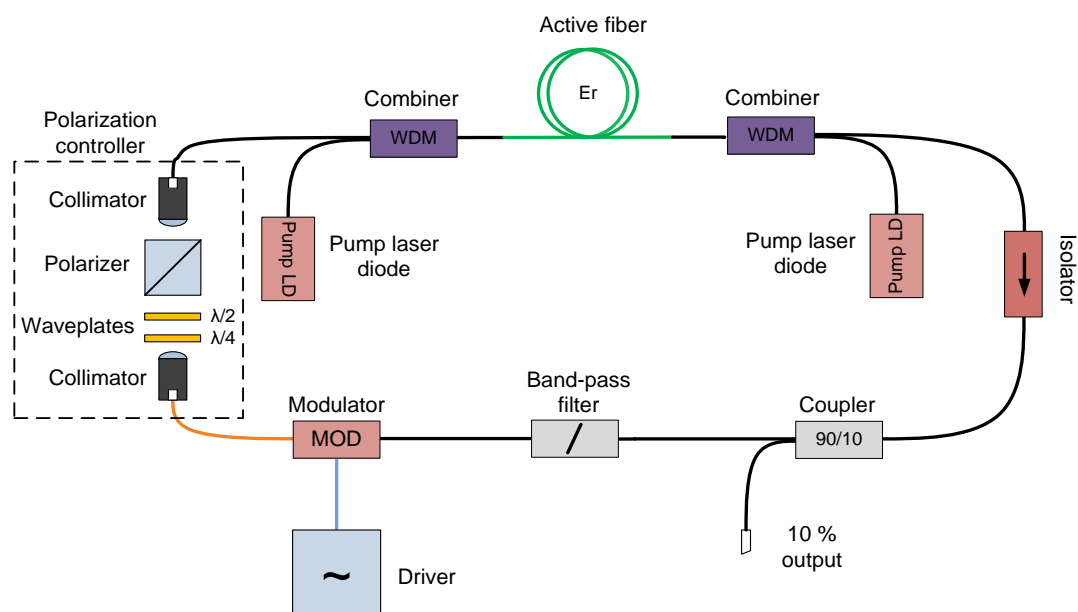 Active fiber
Er
Combiner
WDM
Combiner
WDM
Polarization
controller
Collimator
Polarizer
Waveplates
λ/2
λ/4
Collimator
Pump LD
Pump laser
diode
Pump laser
diode
Pump LD
Isolator
Modulator
MOD
Band-pass
filter
Coupler
90/10
10 %
output
~
Driver